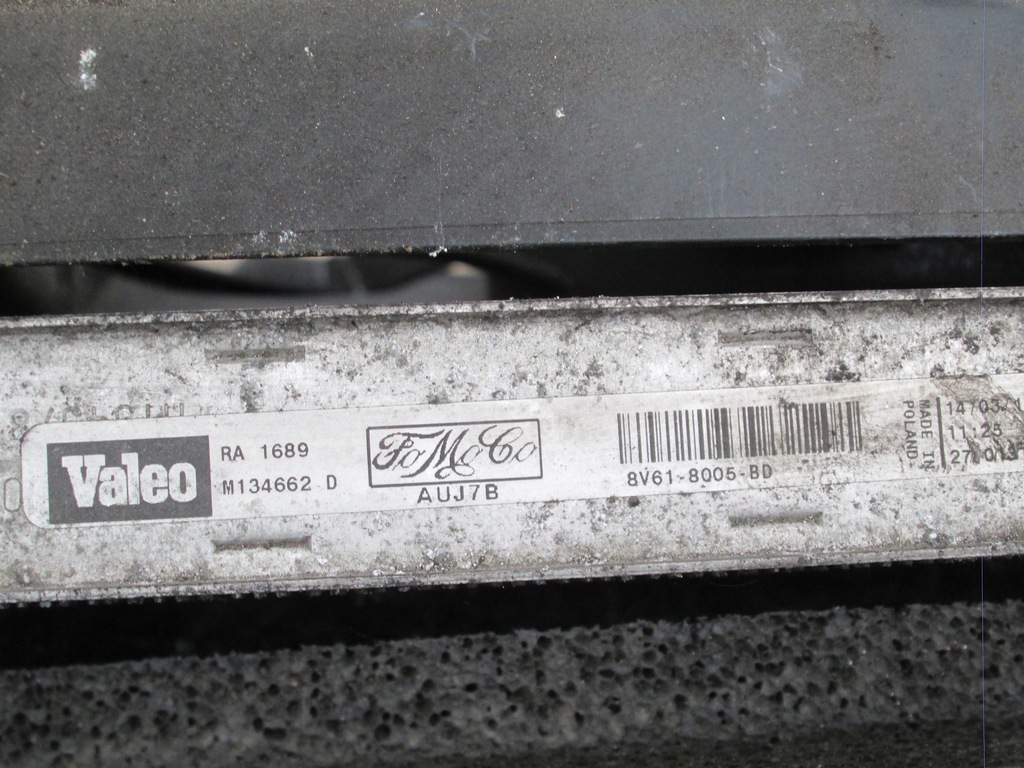 Valeo
RA 1689
M134662 D
FoMoCo
AUJ7B
8V61-8005-BD
MADE IN
POLAND
11:25